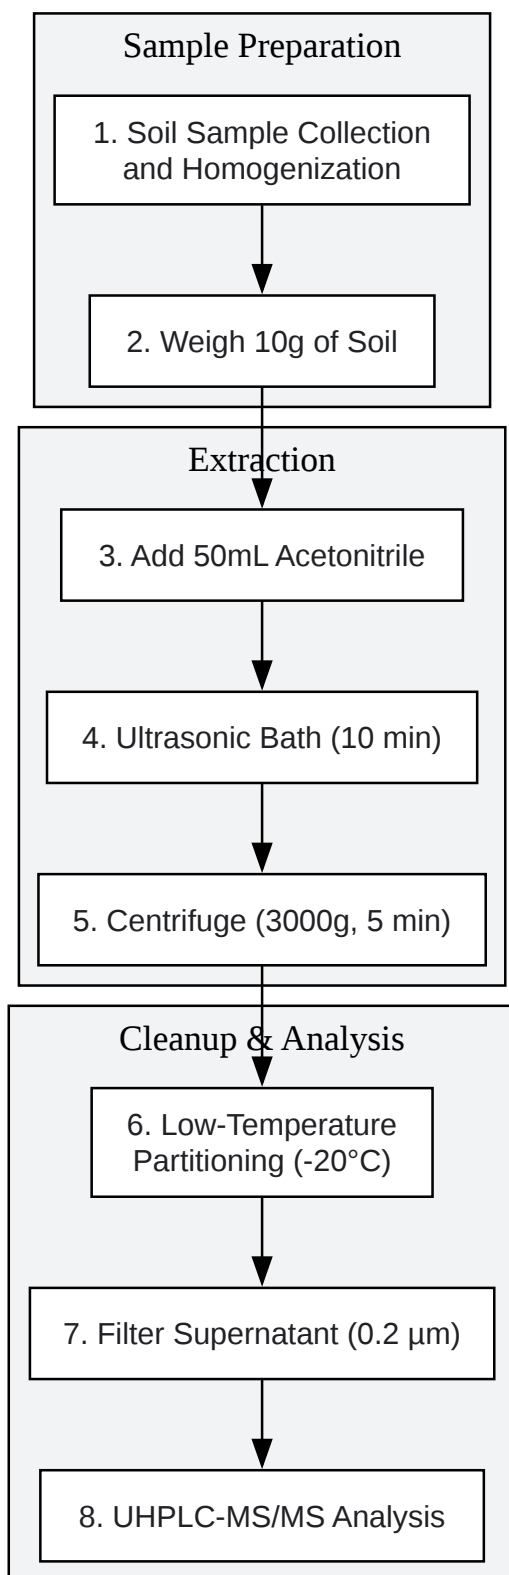 Sample Preparation
1. Soil Sample Collection
and Homogenization
2. Weigh 10g of Soil
Extraction
3. Add 50mL Acetonitrile
4. Ultrasonic Bath (10 min)
5. Centrifuge (3000g, 5 min)
Cleanup & Analysis
6. Low-Temperature
Partitioning (-20°C)
7. Filter Supernatant (0.2 µm)
8. UHPLC-MS/MS Analysis